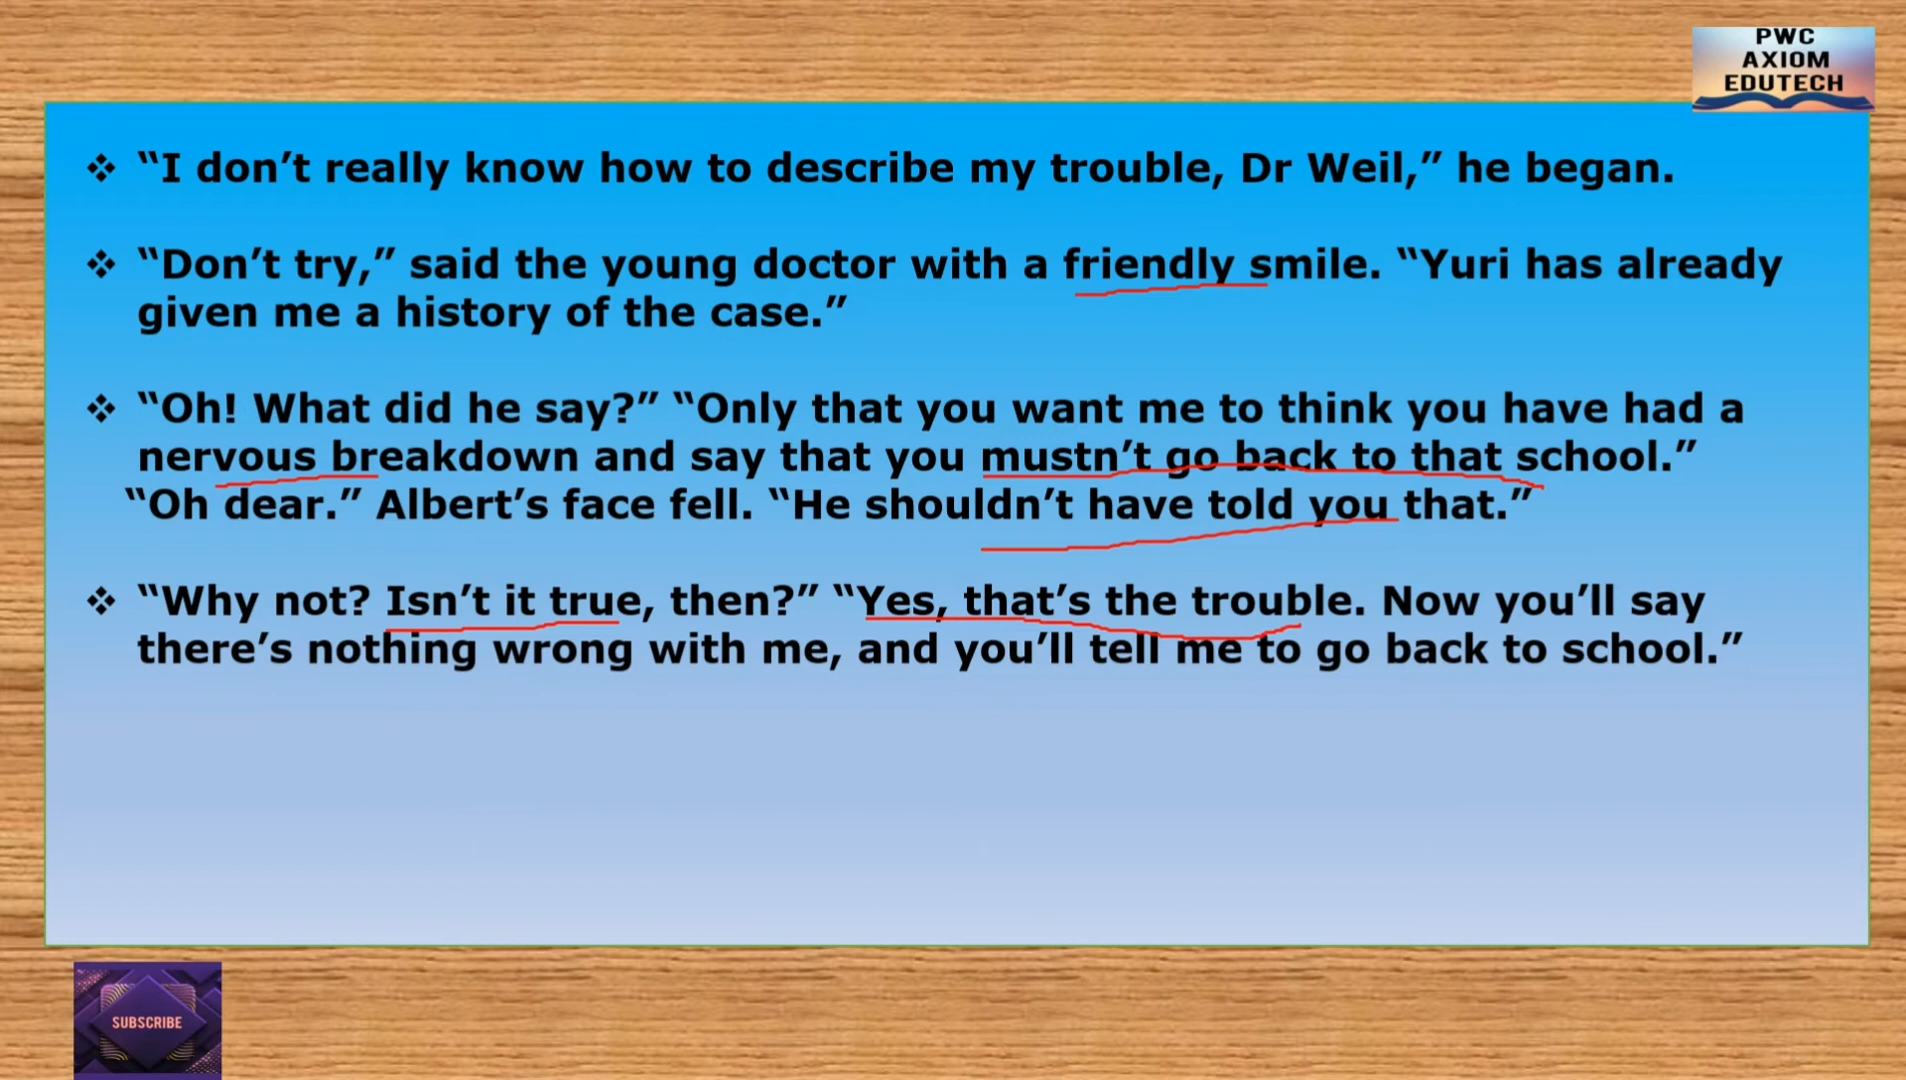 PWC
AXIOM
EDUTECH
❖ “I don’t really know how to describe my trouble, Dr Weil,” he began.
❖ “Don’t try,” said the young doctor with a friendly smile. “Yuri has already
given me a history of the case.”
❖ “Oh! What did he say?” “Only that you want me to think you have had a
nervous breakdown and say that you mustn’t go back to that school.”
“Oh dear.” Albert’s face fell. “He shouldn’t have told you that.”
❖ “Why not? Isn’t it true, then?” “Yes, that’s the trouble. Now you’ll say
there’s nothing wrong with me, and you’ll tell me to go back to school.”
SUBSCRIBE